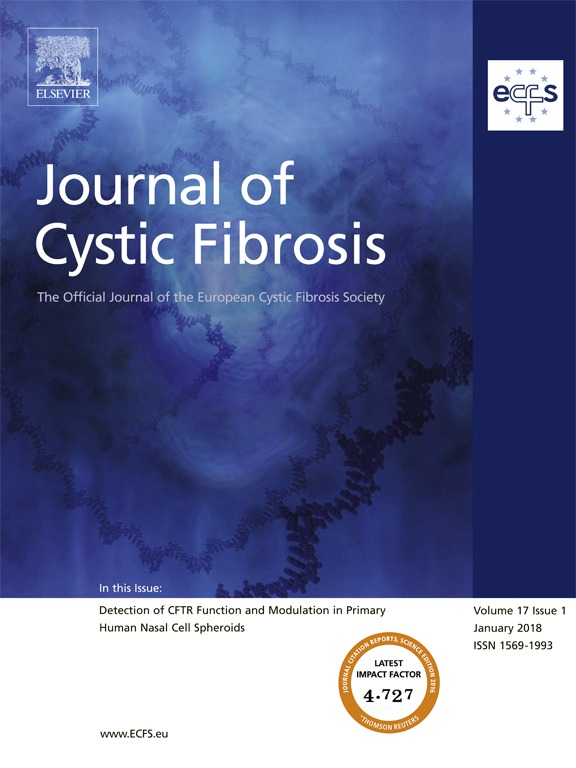 ELSEVIER
ecfs
Journal of
Cystic Fibrosis
The Official Journal of the European Cystic Fibrosis Society
In this Issue:
Detection of CFTR Function and Modulation in Primary
Human Nasal Cell Spheroids
Volume 17 Issue 1
January 2018
ISSN 1569-1993
JOURNAL CITATION REPORTS, SCIENCE EDITION 2016
LATEST
IMPACT FACTOR
4.727
*THOMSON REUTERS
www.ECFS.eu